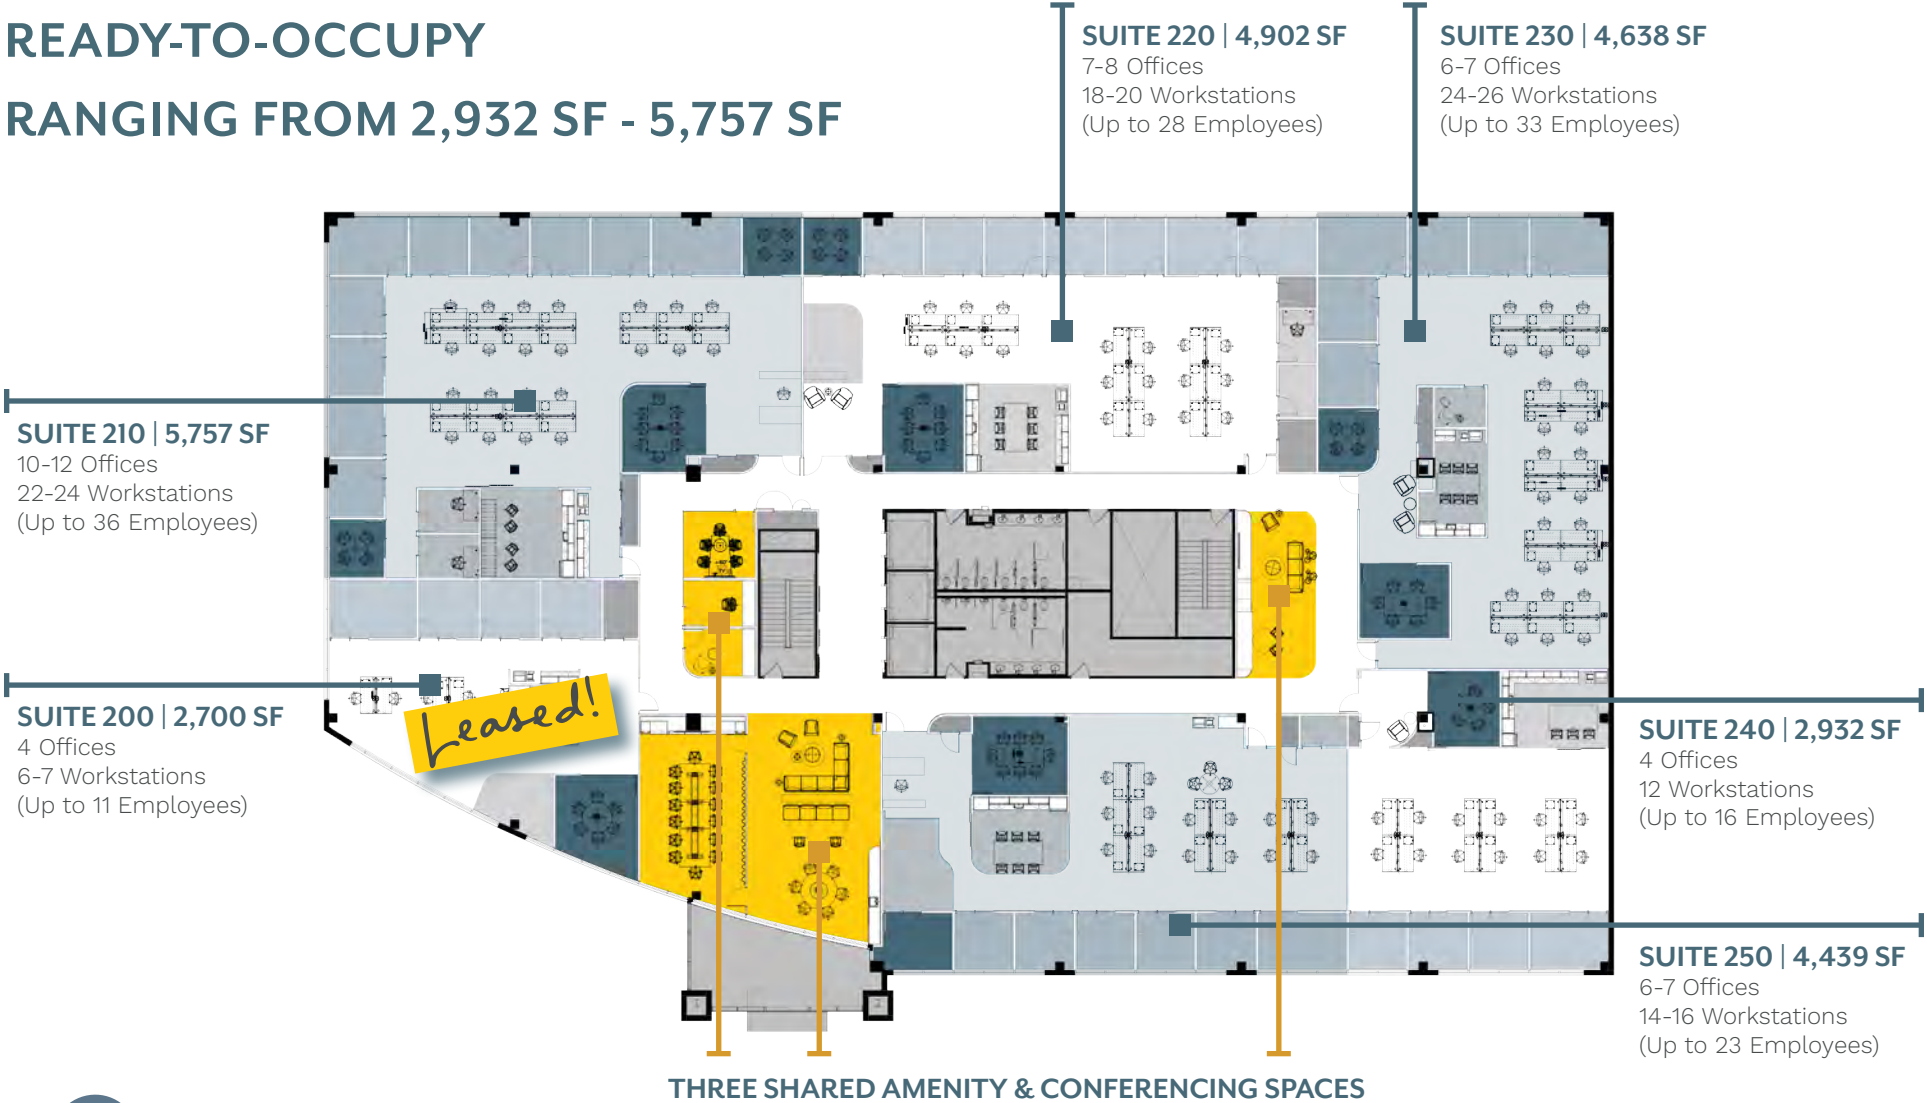 READY-TO-OCCUPY
RANGING FROM 2,932 SF - 5,757 SF
SUITE 220 | 4,902 SF
7-8 Offices
18-20 Workstations
(Up to 28 Employees)
SUITE 230 | 4,638 SF
6-7 Offices
24-26 Workstations
(Up to 33 Employees)
SUITE 210 | 5,757 SF
10-12 Offices
22-24 Workstations
(Up to 36 Employees)
SUITE 200 | 2,700 SF
4 Offices
6-7 Workstations
(Up to 11 Employees)
Leased!
SUITE 240 | 2,932 SF
4 Offices
12 Workstations
(Up to 16 Employees)
SUITE 250 | 4,439 SF
6-7 Offices
14-16 Workstations
(Up to 23 Employees)
THREE SHARED AMENITY & CONFERENCING SPACES